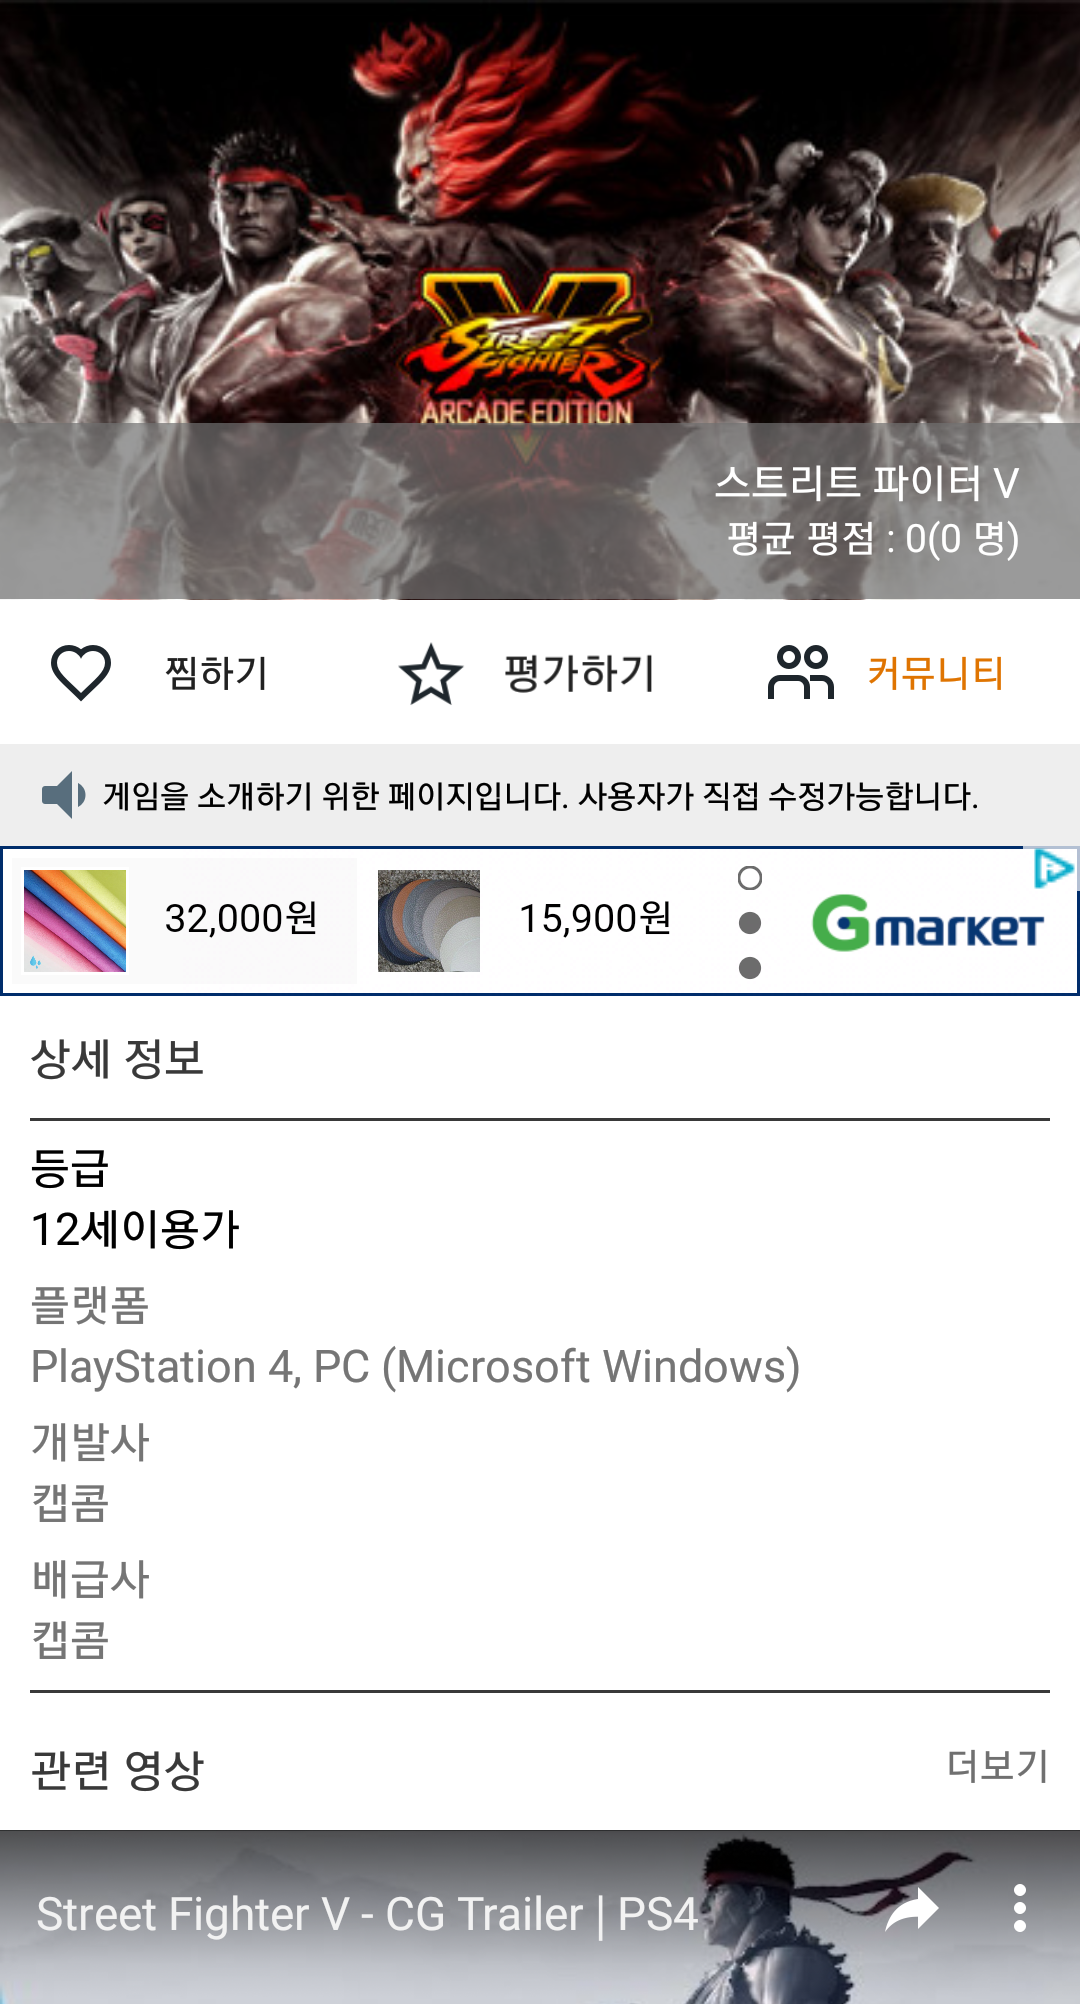 STREET
FIGHTER
ARCADE EDITION
스트리트 파이터 V
평균 평점 : 0(0 명)
찜하기
평가하기
커뮤니티
게임을 소개하기 위한 페이지입니다. 사용자가 직접 수정가능합니다.
32,000원
15,900원
Gmarket
상세 정보
등급
12세이용가
플랫폼
PlayStation 4, PC (Microsoft Windows)
개발사
캡콤
배급사
캡콤
관련 영상
더보기
Street Fighter V - CG Trailer | PS4